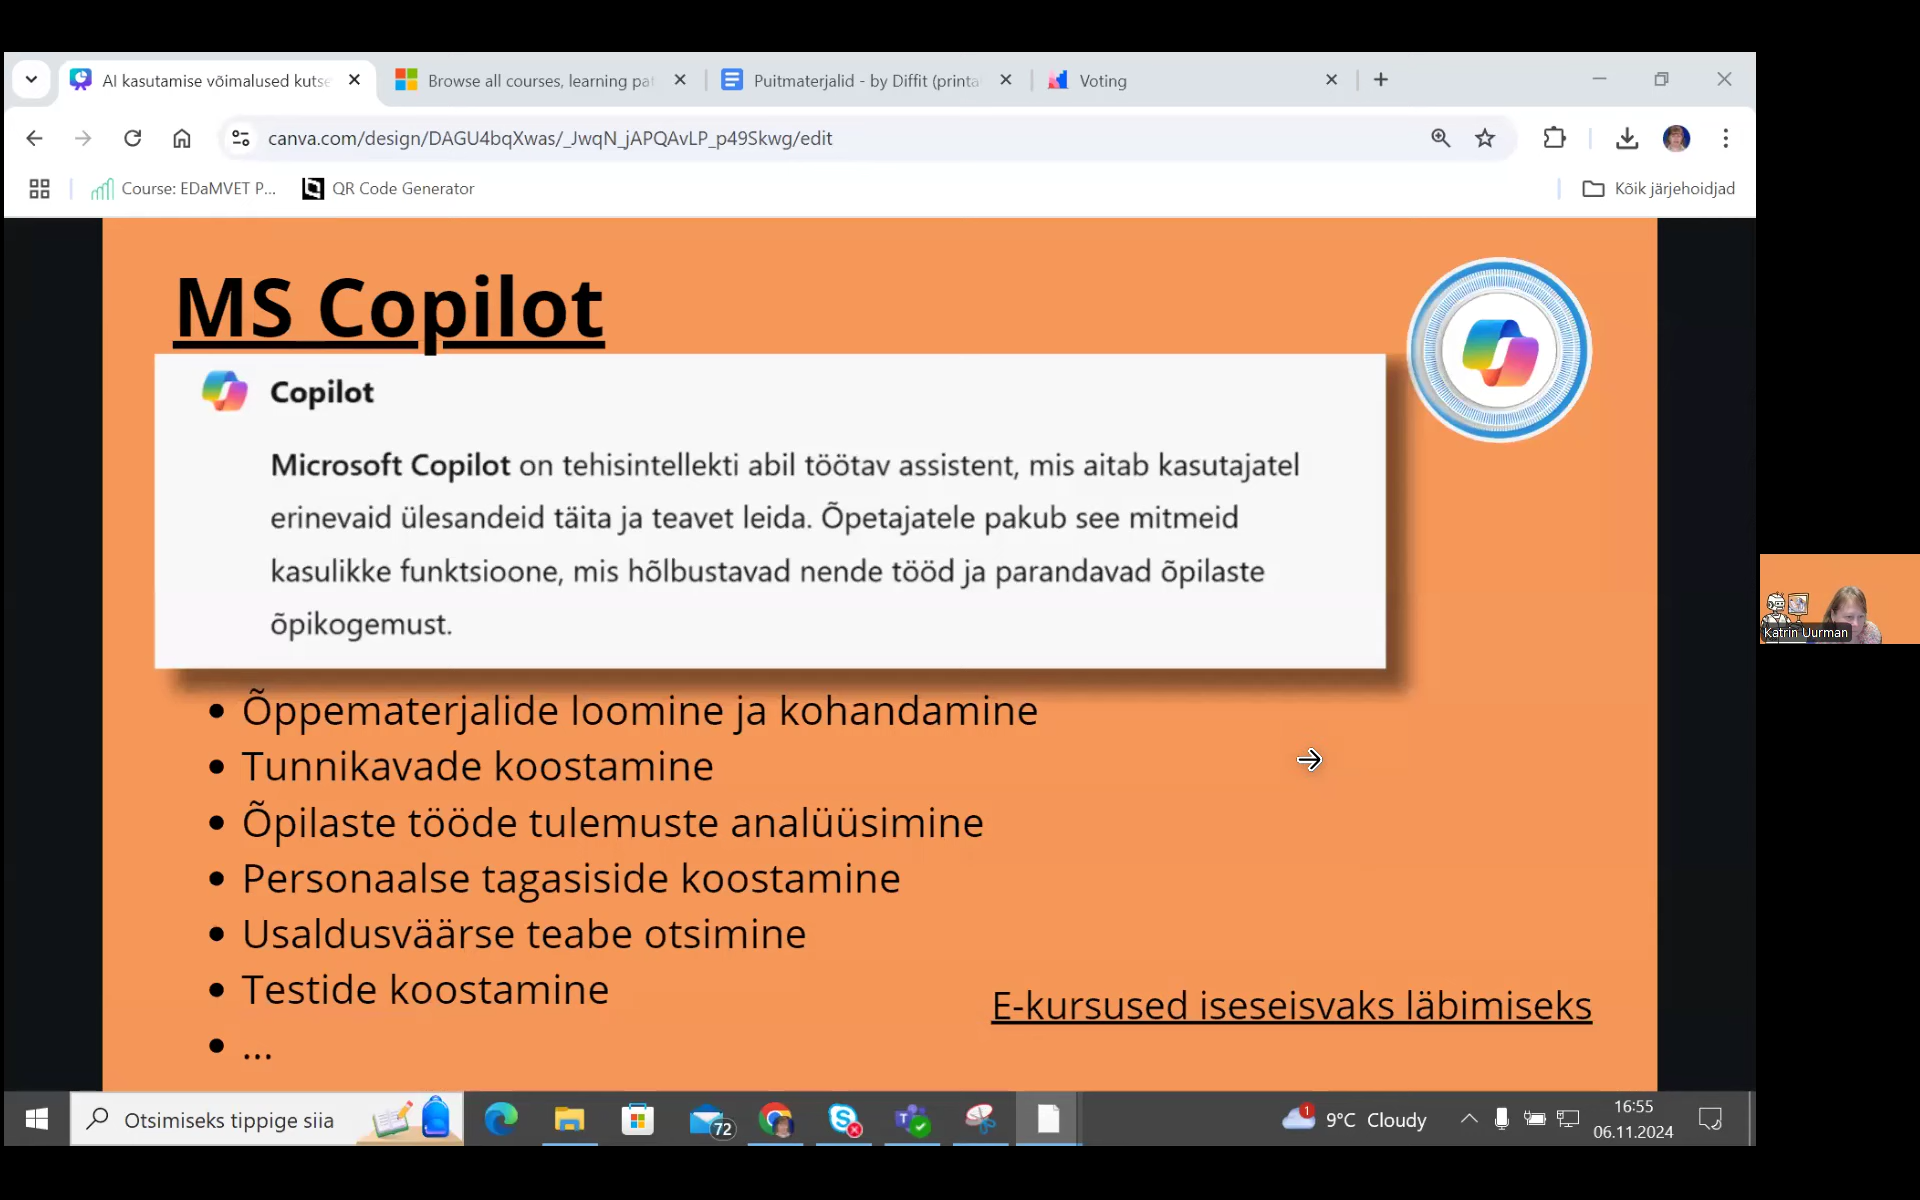 AI kasutamise võimalused kutse
Browse all courses, learning pat
Puitmaterjalid - by Diffit (printa
Voting
canva.com/design/DAGU4bqXwas/_JwqN_jAPQAvLP_p49Skwg/edit
Course: EDaMVET P...
QR Code Generator
Kõik järjehoidjad
MS Copilot
Copilot
Microsoft Copilot on tehisintellekti abil töötav assistent, mis aitab kasutajatel
erinevaid ülesandeid täita ja teavet leida. Õpetajatele pakub see mitmeid
kasulikke funktsioone, mis hõlbustavad nende tööd ja parandavad õpilaste
õpikogemust.
Katrin Uurman
• Õppematerjalide loomine ja kohandamine
• Tunnikavade koostamine
• Õpilaste tööde tulemuste analüüsimine
• Personaalse tagasiside koostamine
• Usaldusväärse teabe otsimine
• Testide koostamine
• ...
E-kursused iseseisvaks läbimiseks
Otsimiseks tippige siia
72
1
9°C Cloudy
16:55
06.11.2024